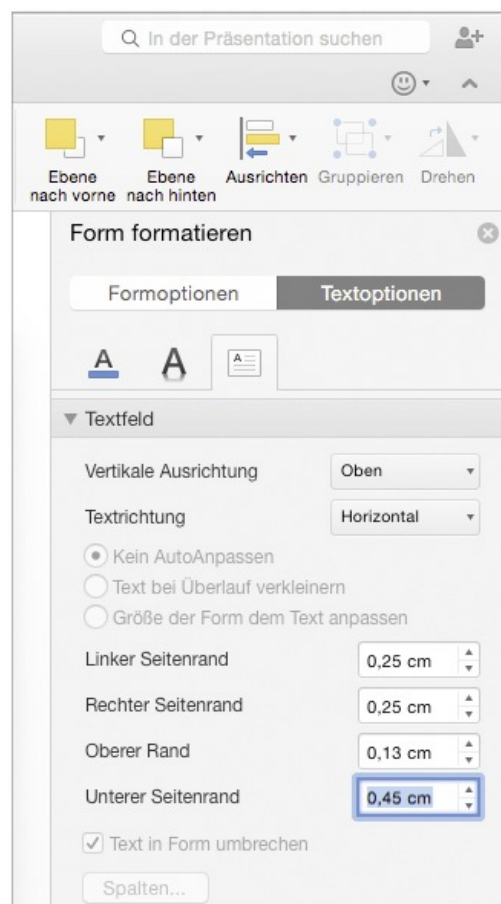 In der Präsentation suchen
Ebene nach vorne
Ebene nach hinten
Ausrichten
Gruppieren
Drehen
Form formatieren
Formoptionen
Textoptionen
A
A
A
Textfeld
Vertikale Ausrichtung
Oben
Textrichtung
Horizontal
Kein AutoAnpassen
Text bei Überlauf verkleinern
Größe der Form dem Text anpassen
Linker Seitenrand
0,25 cm
Rechter Seitenrand
0,25 cm
Oberer Rand
0,13 cm
Unterer Seitenrand
0,45 cm
Text in Form umbrechen
Spalten...